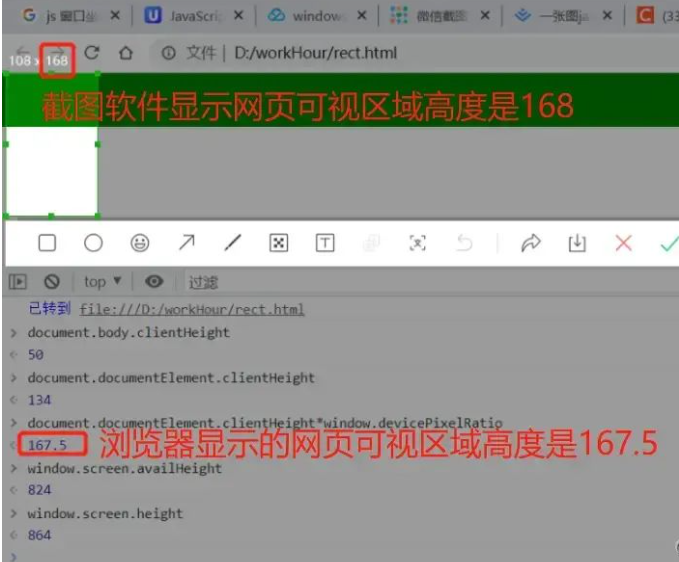 js 窗口坐
JavaScrip
window
微信截图
一张图ja
(33
文件 | D:/workHour/rect.html
108 x 168
截图软件显示网页可视区域高度是168
T
top ▼
过滤
已转到 file:///D:/workHour/rect.html
> document.body.clientHeight
< 50
> document.documentElement.clientHeight
< 134
> document.documentElement.clientHeight*window.devicePixelRatio
< 167.5
浏览器显示的网页可视区域高度是167.5
> window.screen.availHeight
< 824
> window.screen.height
< 864
>